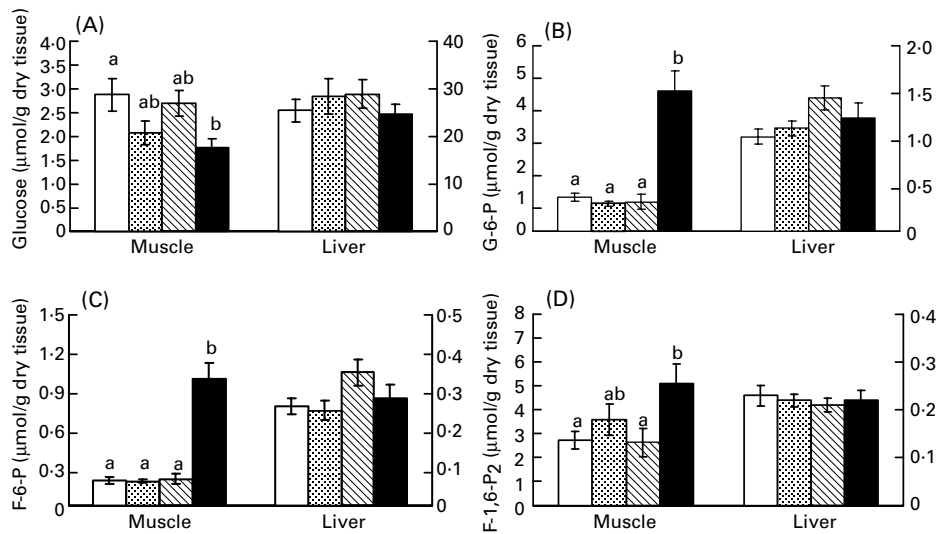 (A)
Glucose (μmol/g dry tissue)
4·0
3·5
3·0
2·5
2·0
1·5
1·0
0·5
0
a
ab
ab
b
40
30
20
10
0
Muscle
Liver
(B)
G-6-P (μmol/g dry tissue)
6
5
4
3
2
1
0
a
a
a
b
2·0
1·5
1·0
0·5
0
Muscle
Liver
(C)
F-6-P (μmol/g dry tissue)
1·5
1·2
0·9
0·6
0·3
0
a
a
a
b
0·5
0·4
0·3
0·2
0·1
0
Muscle
Liver
(D)
F-1,6-P₂ (μmol/g dry tissue)
8
7
6
5
4
3
2
1
0
a
ab
a
b
0·4
0·3
0·2
0·1
0
Muscle
Liver